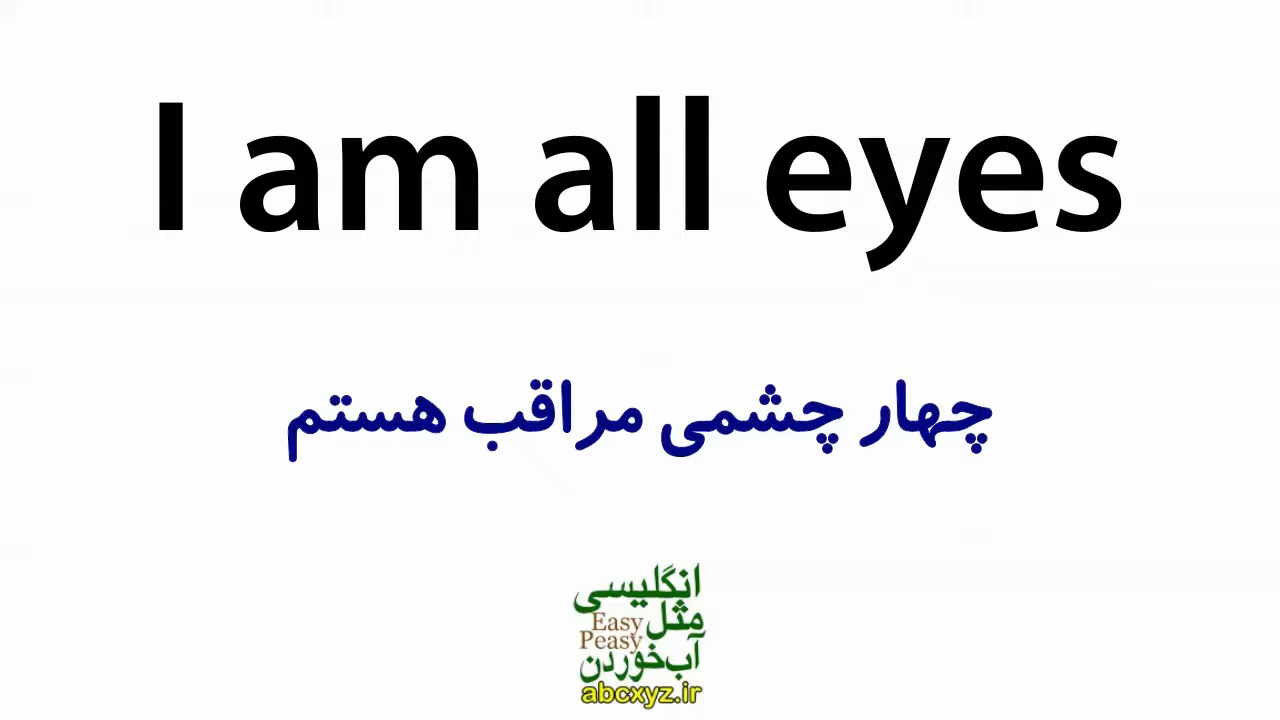 I am all eyes
چهار چشمی مراقب هستم
انگلیسی
مثل
Easy
Peasy
آب خوردن
abcxyz.ir